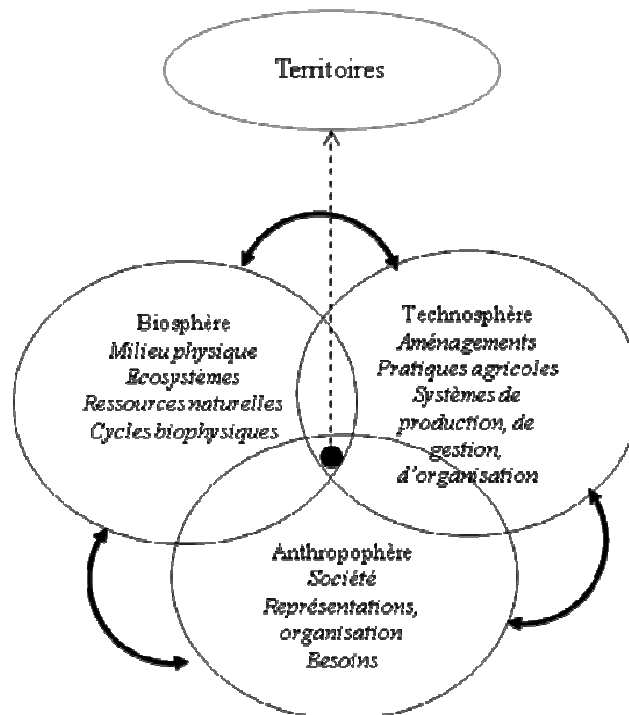 Territoires
Biosphère
Milieu physique
Ecosystèmes
Ressources naturelles
Cycles biophysiques
Technosphère
Aménagements
Pratiques agricoles
Systèmes de
production, de
gestion,
d'organisation
Anthropophère
Société
Représentations,
organisation
Besoins